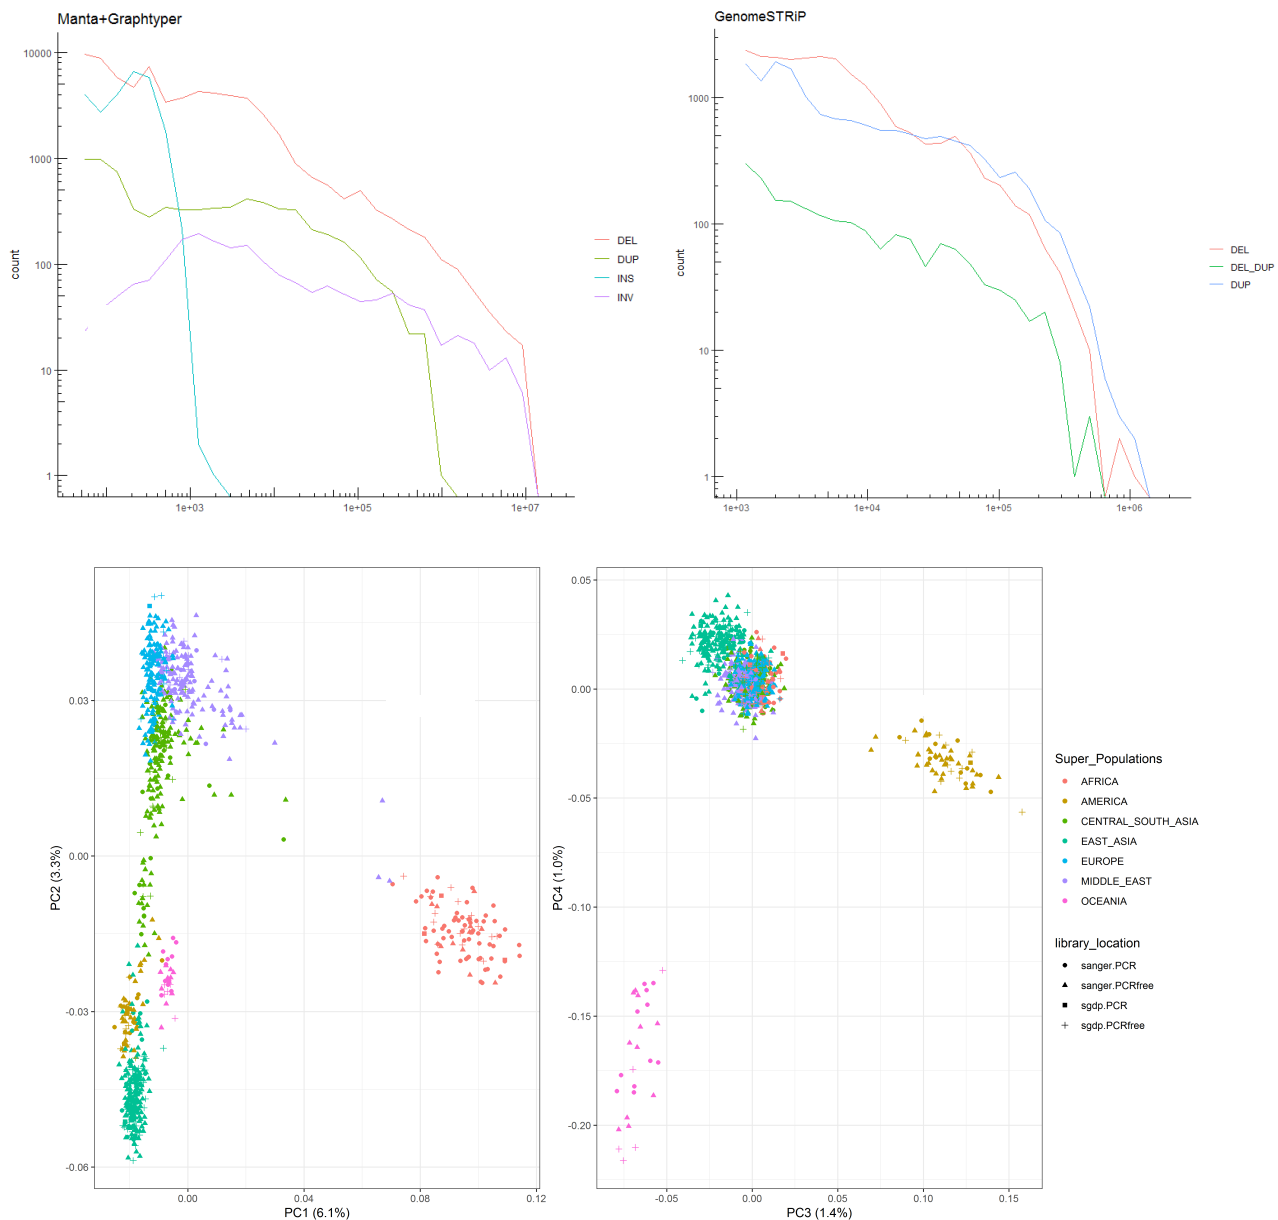 Manta+Graphtyper
10000
1000
100
10
1
count
1e+03
1e+05
1e+07
DEL
DUP
INS
INV
GenomeSTRiP
1000
100
10
1
count
1e+03
1e+04
1e+05
1e+06
DEL
DEL_DUP
DUP
0.03
0.00
-0.03
-0.06
PC2 (3.3%)
0.00
0.04
0.08
0.12
PC1 (6.1%)
0.05
0.00
-0.05
-0.10
-0.15
-0.20
PC4 (1.0%)
-0.05
0.00
0.05
0.10
0.15
PC3 (1.4%)
Super_Populations
AFRICA
AMERICA
CENTRAL_SOUTH_ASIA
EAST_ASIA
EUROPE
MIDDLE_EAST
OCEANIA
library_location
sanger.PCR
sanger.PCRfree
sgdp.PCR
sgdp.PCRfree